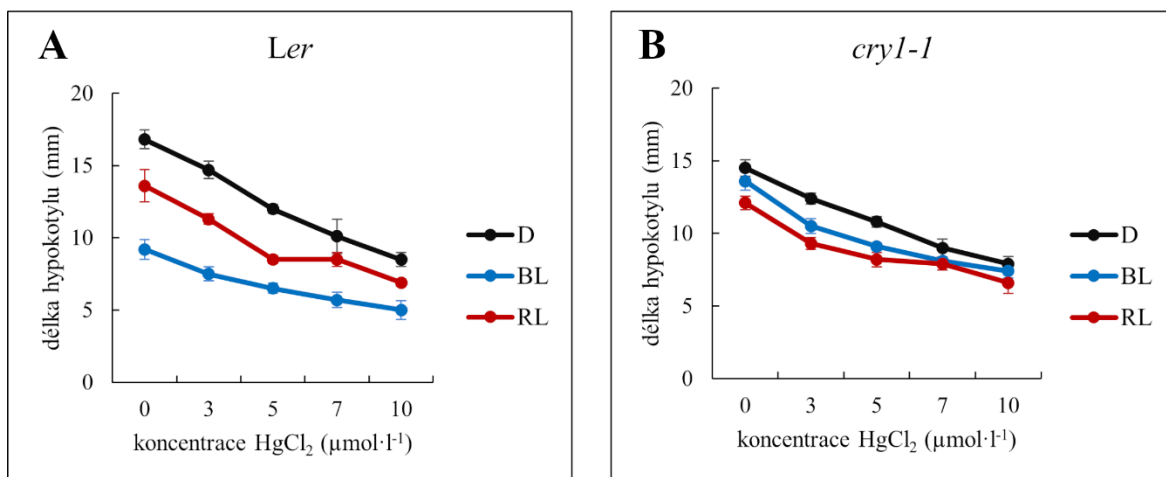 A
Ler
délka hypokotylu (mm)
20
15
10
5
0
0 3 5 7 10
koncentrace HgCl₂ (µmol·l⁻¹)
D
BL
RL
B
cry1-1
délka hypokotylu (mm)
20
15
10
5
0
0 3 5 7 10
koncentrace HgCl₂ (µmol·l⁻¹)
D
BL
RL